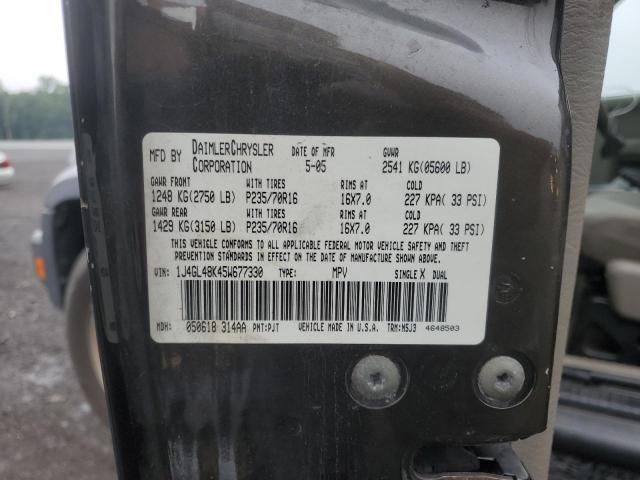 MFD BY DAIMLERCHRYSLER CORPORATION DATE OF MFR 5-05 GVWR 2541 KG(05600 LB)
GAWR FRONT WITH TIRES RIMS AT COLD
1248 KG(2750 LB) P235/70R16 16X7.0 227 KPA( 33 PSI)
GAWR REAR WITH TIRES RIMS AT COLD
1429 KG(3150 LB) P235/70R16 16X7.0 227 KPA( 33 PSI)
THIS VEHICLE CONFORMS TO ALL APPLICABLE FEDERAL MOTOR VEHICLE SAFETY AND THEFT
PREVENTION STANDARDS IN EFFECT ON THE DATE OF MANUFACTURE SHOWN ABOVE.
VIN: 1J4GL48K45W677330 TYPE: MPV SINGLE X DUAL
MDH: 050618 314AA PNT:PJT VEHICLE MADE IN U.S.A. TRM:M5J3 4648503